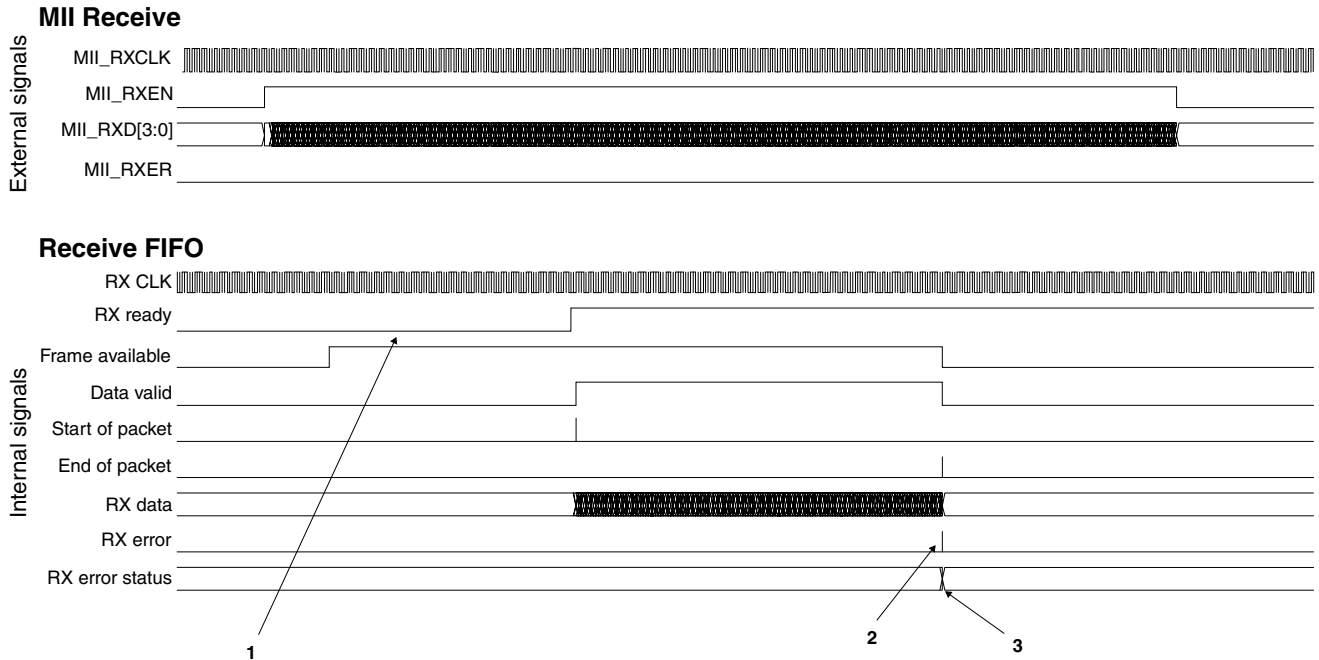 MII Receive
External signals
MII_RXCLK
MII_RXEN
MII_RXD[3:0]
MII_RXER
Receive FIFO
Internal signals
RX CLK
RX ready
Frame available
Data valid
Start of packet
End of packet
RX data
RX error
RX error status
1
2
3